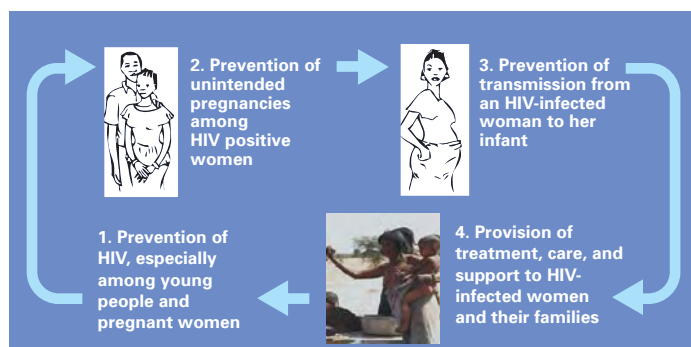 2. Prevention of
unintended
pregnancies
among
HIV positive
women
3. Prevention of
transmission from
an HIV-infected
woman to her
infant
1. Prevention of
HIV, especially
among young
people and
pregnant women
4. Provision of
treatment, care, and
support to HIV-
infected women
and their families